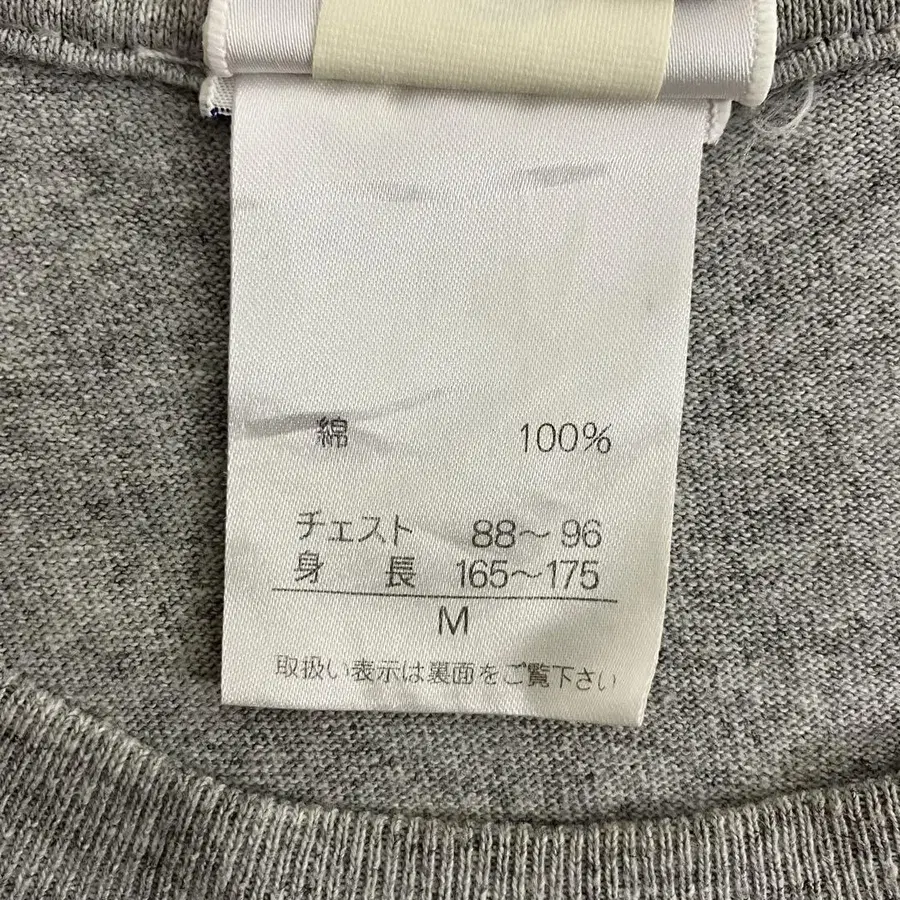 綿 100%
チェスト 88〜96
身長 165〜175
M
取扱い表示は裏面をご覧下さい